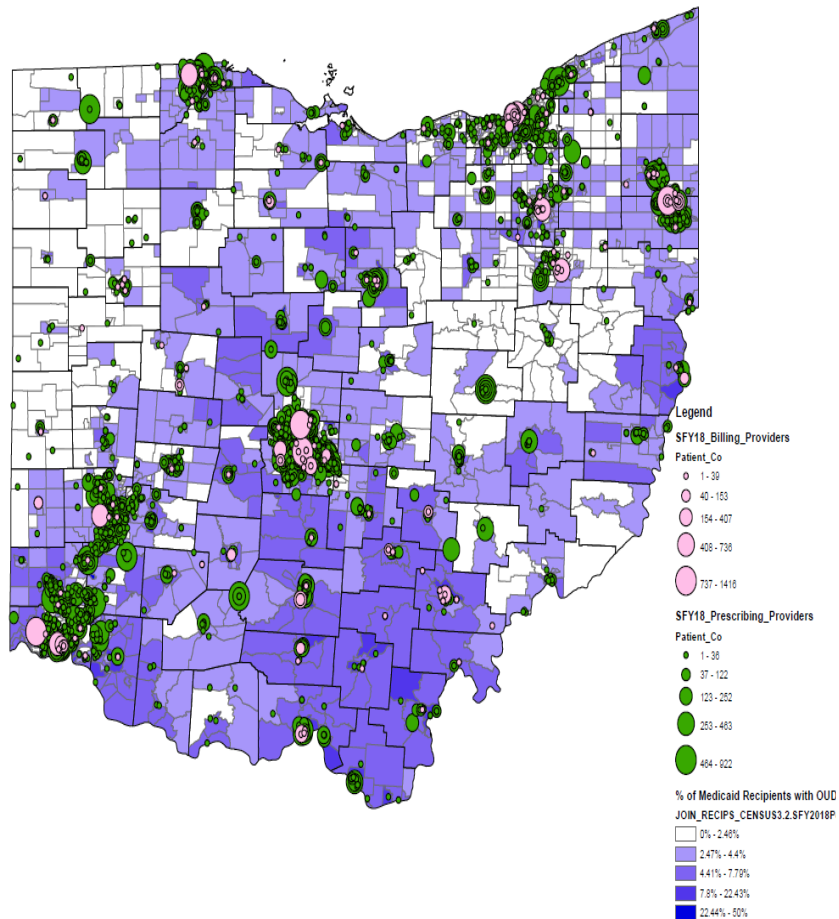 Legend
SFY18_Billing_Providers
Patient_Co
1 - 39
40 - 153
154 - 407
408 - 736
737 - 1416
SFY18_Prescribing_Providers
Patient_Co
1 - 36
37 - 122
123 - 252
253 - 463
464 - 922
% of Medicaid Recipients with OUD
JOIN_RECIPS_CENSUS3.2.SFY2018P
0% - 2.46%
2.47% - 4.4%
4.41% - 7.79%
7.8% - 22.43%
22.44% - 50%